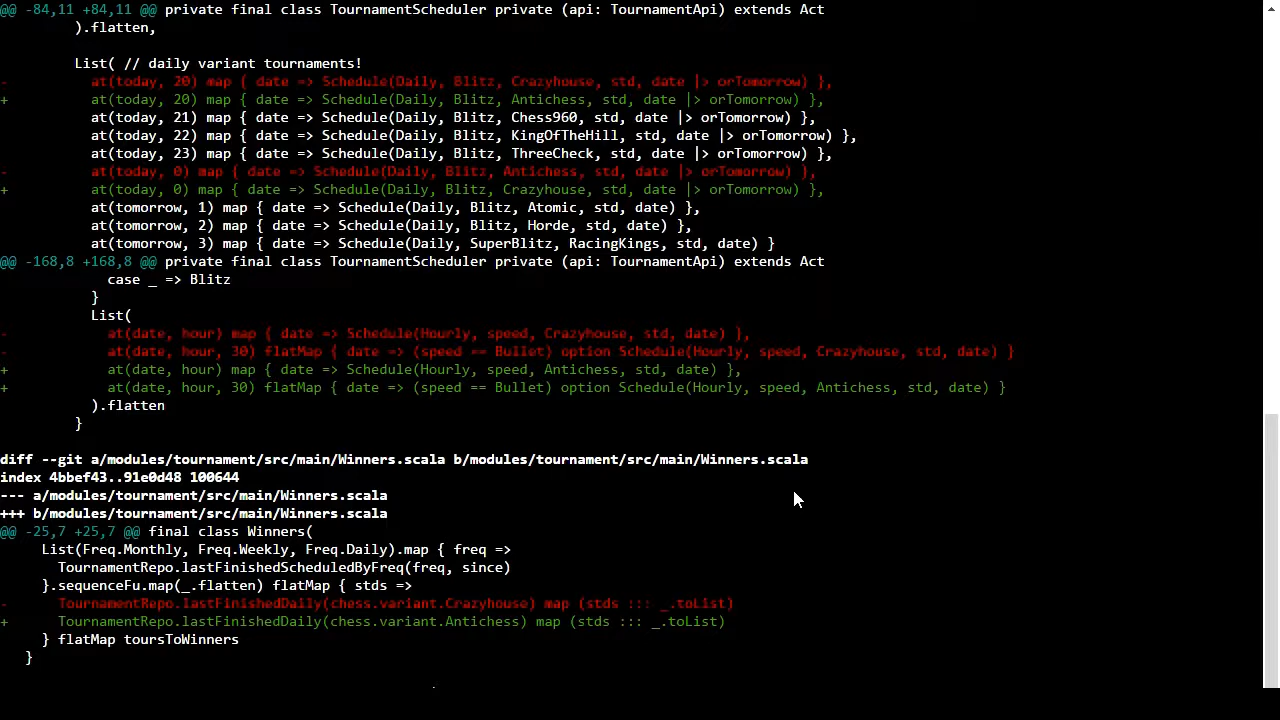 @@ -84,11 +84,11 @@ private final class TournamentScheduler private (api: TournamentApi) extends Act
).flatten,
List( // daily variant tournaments!
- at(today, 20) map { date => Schedule(Daily, Blitz, Crazyhouse, std, date |> orTomorrow) },
+ at(today, 20) map { date => Schedule(Daily, Blitz, Antichess, std, date |> orTomorrow) },
at(today, 21) map { date => Schedule(Daily, Blitz, Chess960, std, date |> orTomorrow) },
at(today, 22) map { date => Schedule(Daily, Blitz, KingOfTheHill, std, date |> orTomorrow) },
at(today, 23) map { date => Schedule(Daily, Blitz, ThreeCheck, std, date |> orTomorrow) },
- at(today, 0) map { date => Schedule(Daily, Blitz, Antichess, std, date |> orTomorrow) },
+ at(today, 0) map { date => Schedule(Daily, Blitz, Crazyhouse, std, date |> orTomorrow) },
at(tomorrow, 1) map { date => Schedule(Daily, Blitz, Atomic, std, date) },
at(tomorrow, 2) map { date => Schedule(Daily, Blitz, Horde, std, date) },
at(tomorrow, 3) map { date => Schedule(Daily, SuperBlitz, RacingKings, std, date) }
@@ -168,8 +168,8 @@ private final class TournamentScheduler private (api: TournamentApi) extends Act
case _ => Blitz
}
List(
- at(date, hour) map { date => Schedule(Hourly, speed, Crazyhouse, std, date) },
- at(date, hour, 30) flatMap { date => (speed == Bullet) option Schedule(Hourly, speed, Crazyhouse, std, date) }
+ at(date, hour) map { date => Schedule(Hourly, speed, Antichess, std, date) },
+ at(date, hour, 30) flatMap { date => (speed == Bullet) option Schedule(Hourly, speed, Antichess, std, date) }
).flatten
}
diff --git a/modules/tournament/src/main/Winners.scala b/modules/tournament/src/main/Winners.scala
index 4bbef43..91e0d48 100644
--- a/modules/tournament/src/main/Winners.scala
+++ b/modules/tournament/src/main/Winners.scala
@@ -25,7 +25,7 @@ final class Winners(
List(Freq.Monthly, Freq.Weekly, Freq.Daily).map { freq =>
TournamentRepo.lastFinishedScheduledByFreq(freq, since)
}.sequenceFu.map(_.flatten) flatMap { stds =>
- TournamentRepo.lastFinishedDaily(chess.variant.Crazyhouse) map (stds ::: _.toList)
+ TournamentRepo.lastFinishedDaily(chess.variant.Antichess) map (stds ::: _.toList)
} flatMap toursToWinners
}